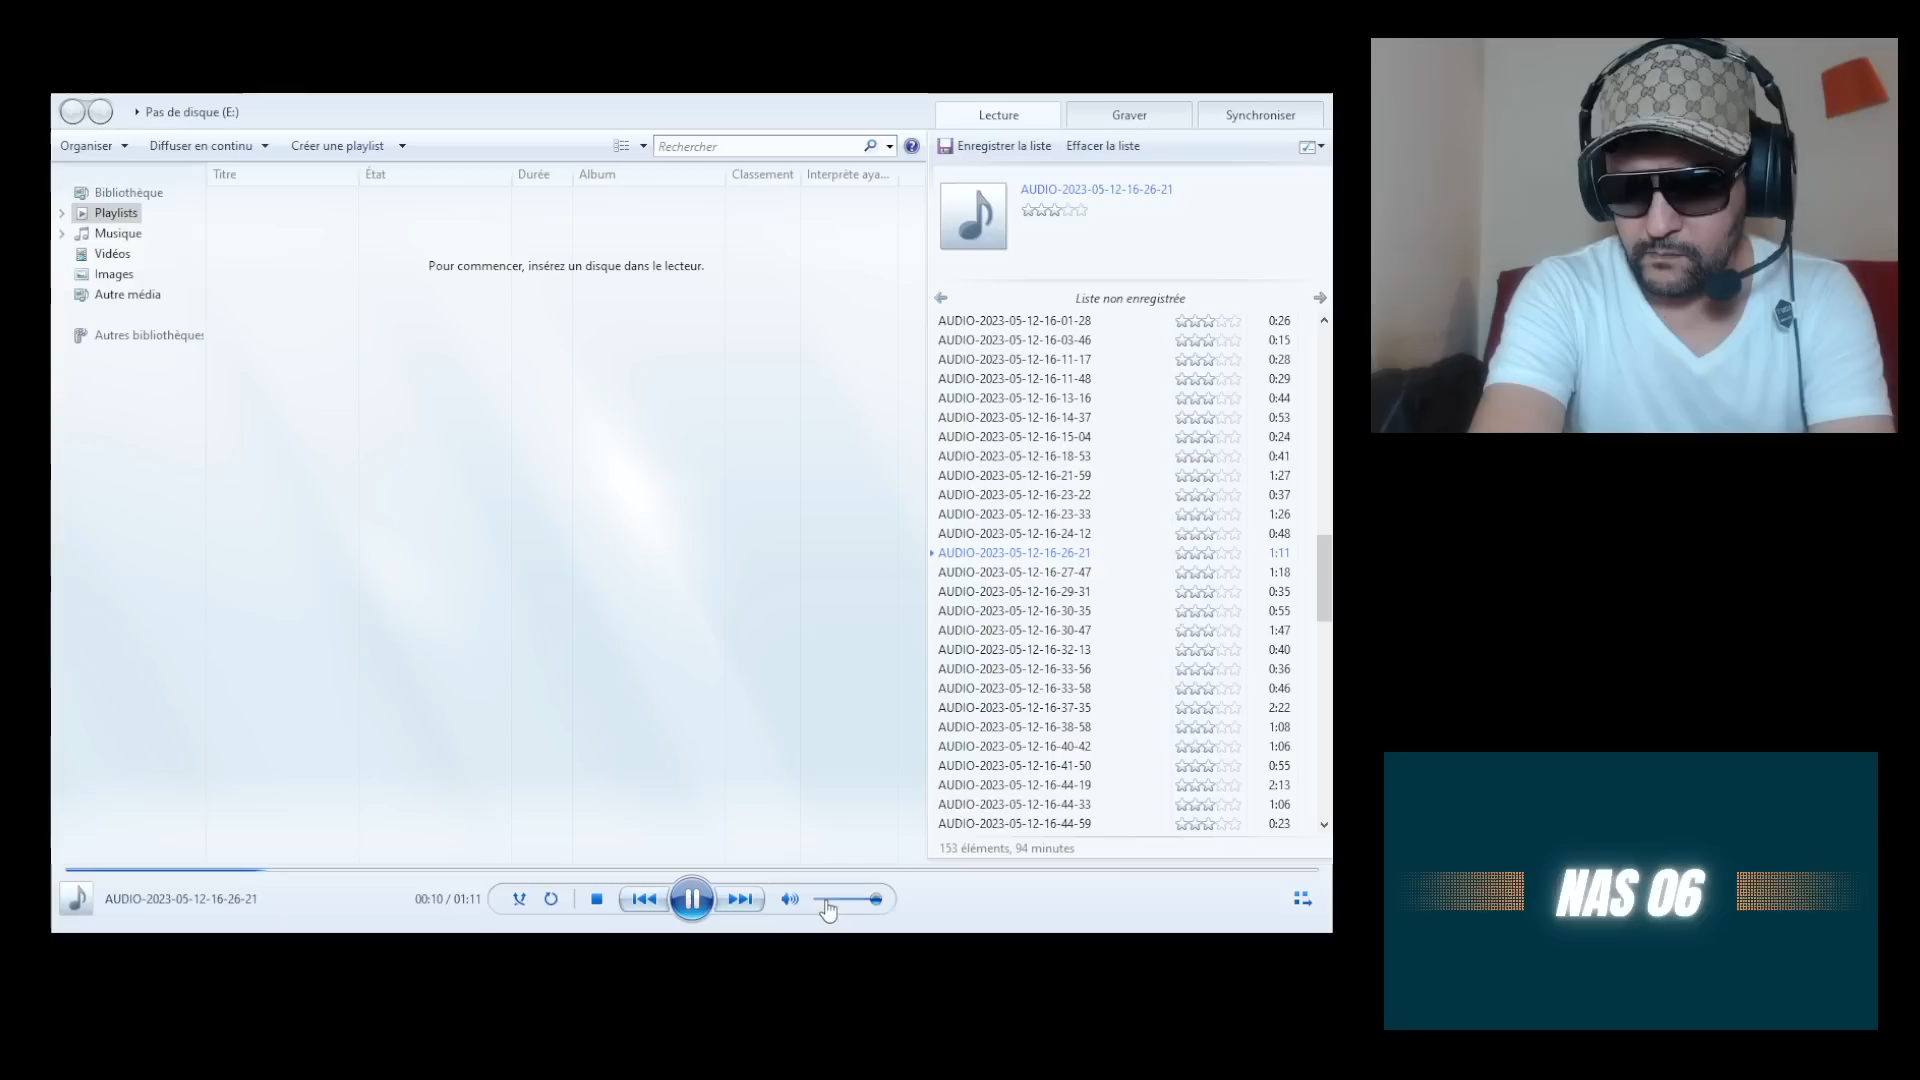 Pas de disque (E:)
Lecture
Graver
Synchroniser
Organiser
Diffuser en continu
Créer une playlist
Rechercher
Enregistrer la liste
Effacer la liste
Titre
État
Durée
Album
Classement
Interprète aya...
Bibliothèque
Playlists
Musique
Vidéos
Images
Autre média
Autres bibliothèques
Pour commencer, insérez un disque dans le lecteur.
AUDIO-2023-05-12-16-26-21
Liste non enregistrée
AUDIO-2023-05-12-16-01-28 0:26
AUDIO-2023-05-12-16-03-46 0:15
AUDIO-2023-05-12-16-11-17 0:28
AUDIO-2023-05-12-16-11-48 0:29
AUDIO-2023-05-12-16-13-16 0:44
AUDIO-2023-05-12-16-14-37 0:53
AUDIO-2023-05-12-16-15-04 0:24
AUDIO-2023-05-12-16-18-53 0:41
AUDIO-2023-05-12-16-21-59 1:27
AUDIO-2023-05-12-16-23-22 0:37
AUDIO-2023-05-12-16-23-33 1:26
AUDIO-2023-05-12-16-24-12 0:48
AUDIO-2023-05-12-16-26-21 1:11
AUDIO-2023-05-12-16-27-47 1:18
AUDIO-2023-05-12-16-29-31 0:35
AUDIO-2023-05-12-16-30-35 0:55
AUDIO-2023-05-12-16-30-47 1:47
AUDIO-2023-05-12-16-32-13 0:40
AUDIO-2023-05-12-16-33-56 0:36
AUDIO-2023-05-12-16-33-58 0:46
AUDIO-2023-05-12-16-37-35 2:22
AUDIO-2023-05-12-16-38-58 1:08
AUDIO-2023-05-12-16-40-42 1:06
AUDIO-2023-05-12-16-41-50 0:55
AUDIO-2023-05-12-16-44-19 2:13
AUDIO-2023-05-12-16-44-33 1:06
AUDIO-2023-05-12-16-44-59 0:23
153 éléments, 94 minutes
AUDIO-2023-05-12-16-26-21
00:10 / 01:11
NAS 06